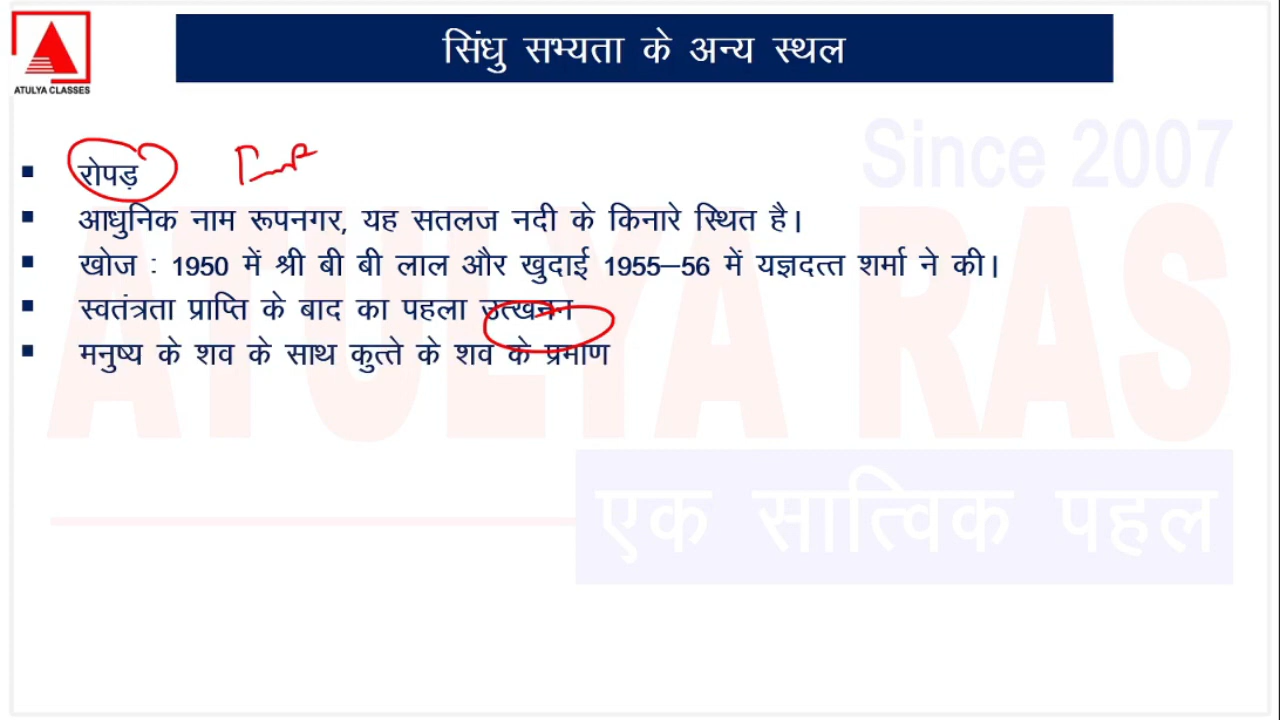 ATULYA CLASSES
सिंधु सभ्यता के अन्य स्थल
Since 2007
▪ रोपड़
▪ आधुनिक नाम रूपनगर, यह सतलज नदी के किनारे स्थित है।
▪ खोज : 1950 में श्री बी बी लाल और खुदाई 1955–56 में यज्ञदत्त शर्मा ने की।
▪ स्वतंत्रता प्राप्ति के बाद का पहला उत्खनन
▪ मनुष्य के शव के साथ कुत्ते के शव के प्रमाण
ATULYA RAS
एक सात्विक पहल